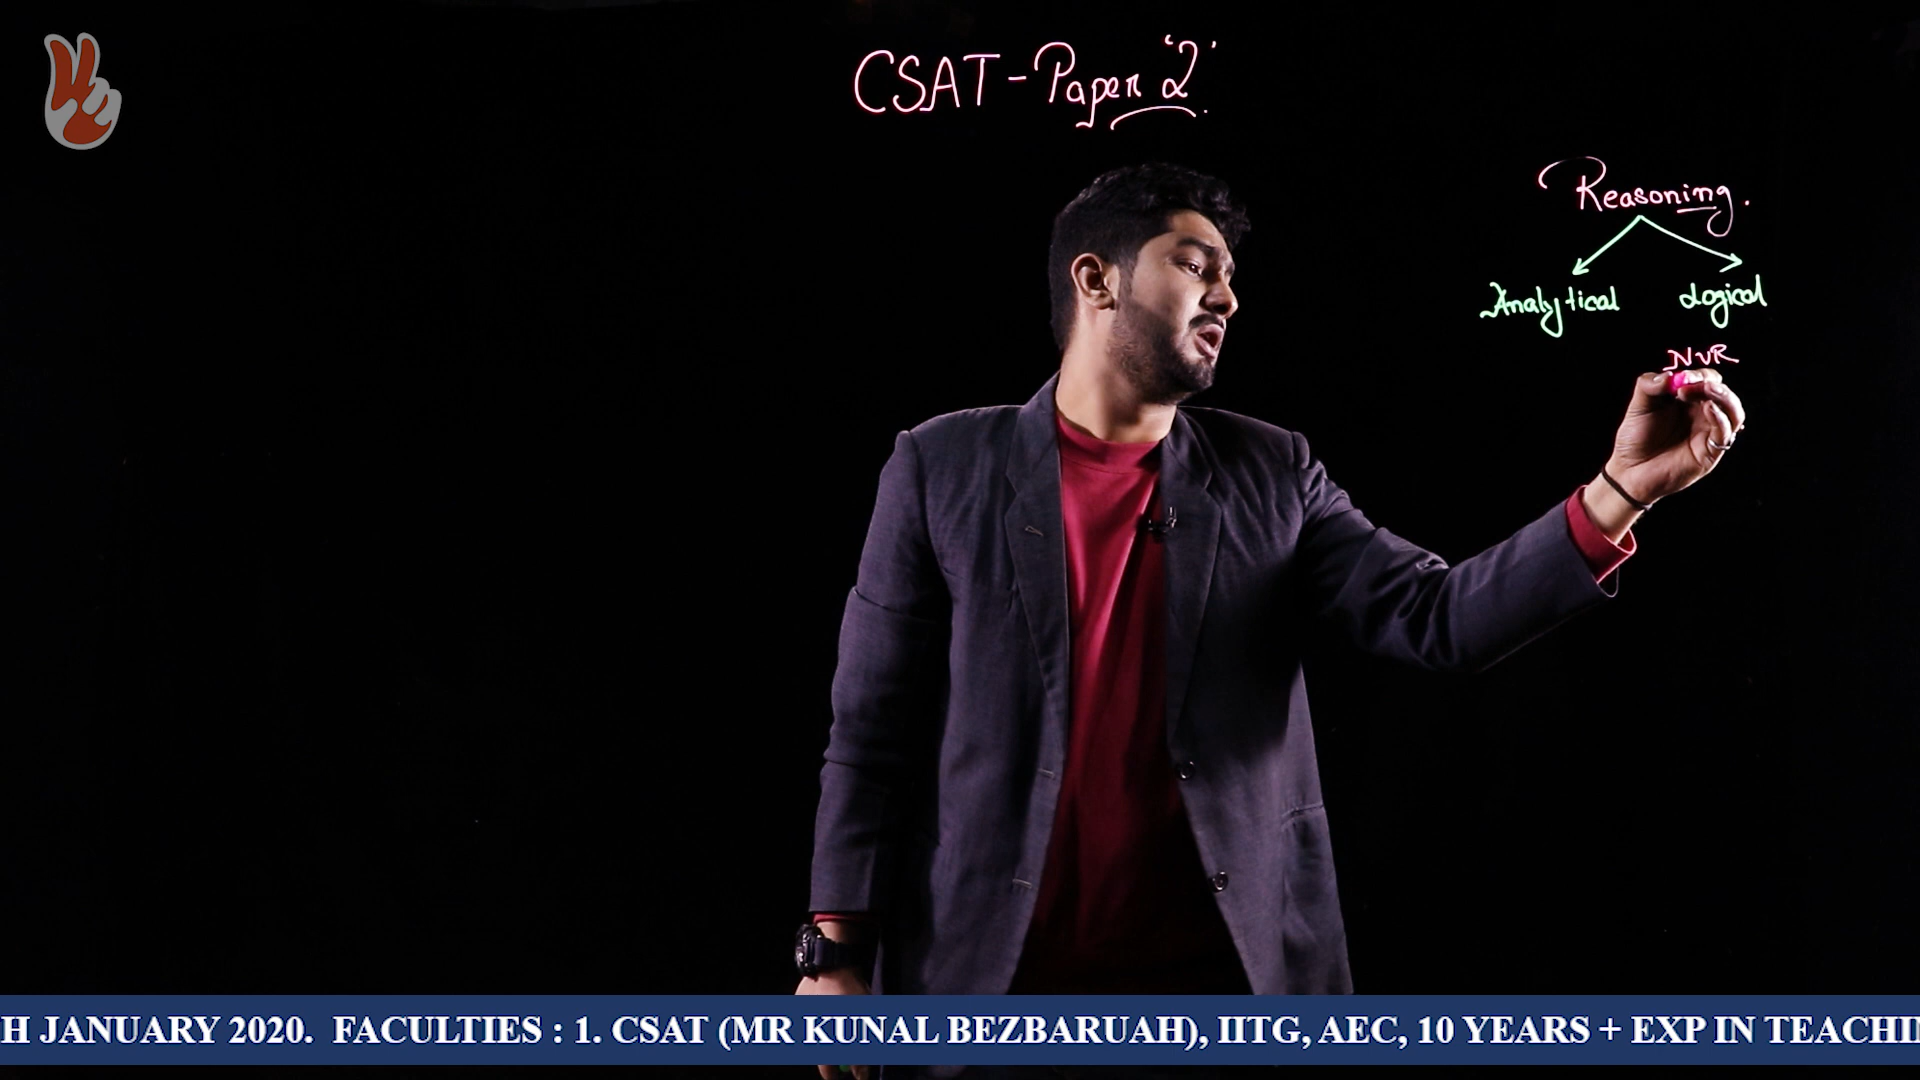 CSAT-Paper '2'.
Reasoning.
Analytical Logical
NVR
H JANUARY 2020. FACULTIES : 1. CSAT (MR KUNAL BEZBARUAH), IITG, AEC, 10 YEARS + EXP IN TEACHIN